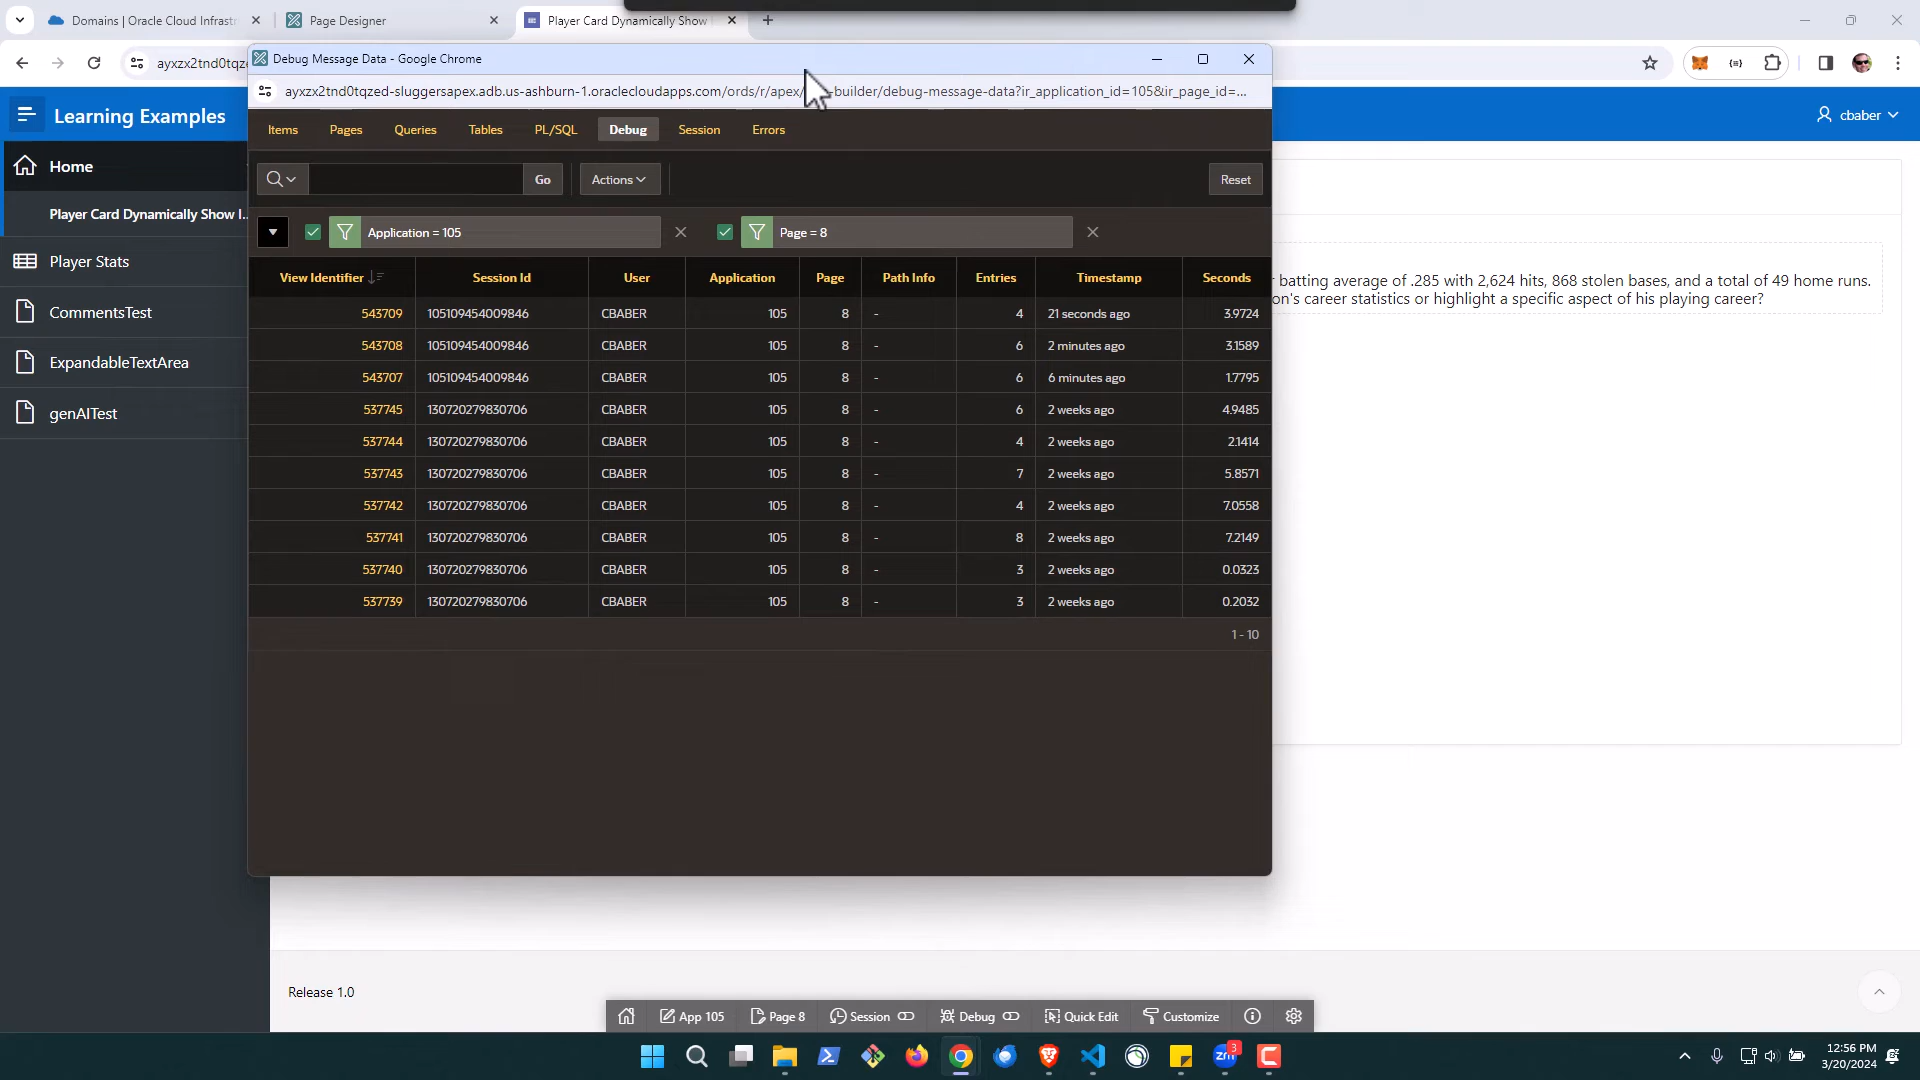 Domains | Oracle Cloud Infrastr
Page Designer
Player Card Dynamically Show
ayxzx2tnd0tqze
Debug Message Data - Google Chrome
ayxzx2tnd0tqzed-sluggersapex.adb.us-ashburn-1.oraclecloudapps.com/ords/r/apex/ -builder/debug-message-data?ir_application_id=105&ir_page_id=...
Learning Examples
cbaber
Items Pages Queries Tables PL/SQL Debug Session Errors
Home
Go Actions Reset
Player Card Dynamically Show I...
Application = 105 Page = 8
Player Stats
CommentsTest
ExpandableTextArea
genAITest
View Identifier Session Id User Application Page Path Info Entries Timestamp Seconds
543709 105109454009846 CBABER 105 8 - 4 21 seconds ago 3.9724
543708 105109454009846 CBABER 105 8 - 6 2 minutes ago 3.1589
543707 105109454009846 CBABER 105 8 - 6 6 minutes ago 1.7795
537745 130720279830706 CBABER 105 8 - 6 2 weeks ago 4.9485
537744 130720279830706 CBABER 105 8 - 4 2 weeks ago 2.1414
537743 130720279830706 CBABER 105 8 - 7 2 weeks ago 5.8571
537742 130720279830706 CBABER 105 8 - 4 2 weeks ago 7.0558
537741 130720279830706 CBABER 105 8 - 8 2 weeks ago 7.2149
537740 130720279830706 CBABER 105 8 - 3 2 weeks ago 0.0323
537739 130720279830706 CBABER 105 8 - 3 2 weeks ago 0.2032
1 - 10
batting average of .285 with 2,624 hits, 868 stolen bases, and a total of 49 home runs.
on's career statistics or highlight a specific aspect of his playing career?
Release 1.0
App 105 Page 8 Session Debug Quick Edit Customize
zm 3
12:56 PM
3/20/2024